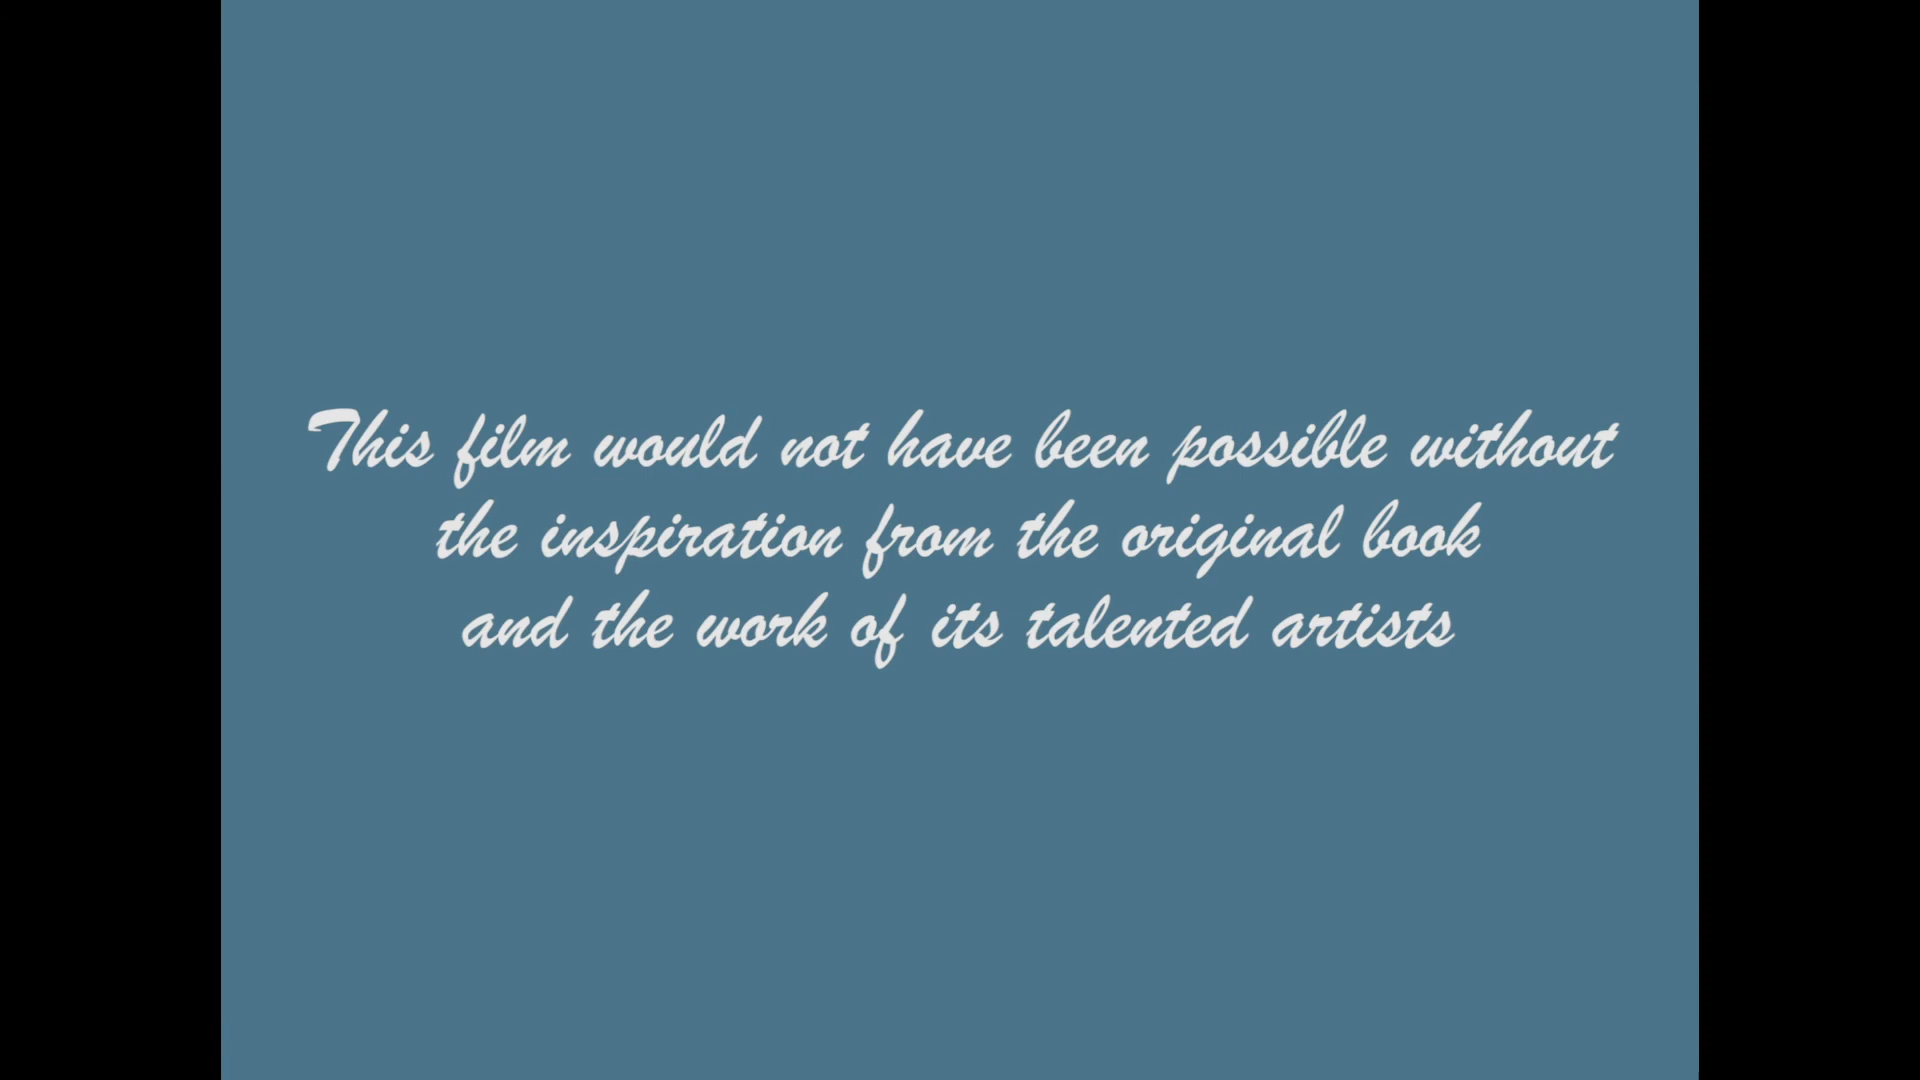 This film would not have been possible without
the inspiration from the original book
and the work of its talented artists